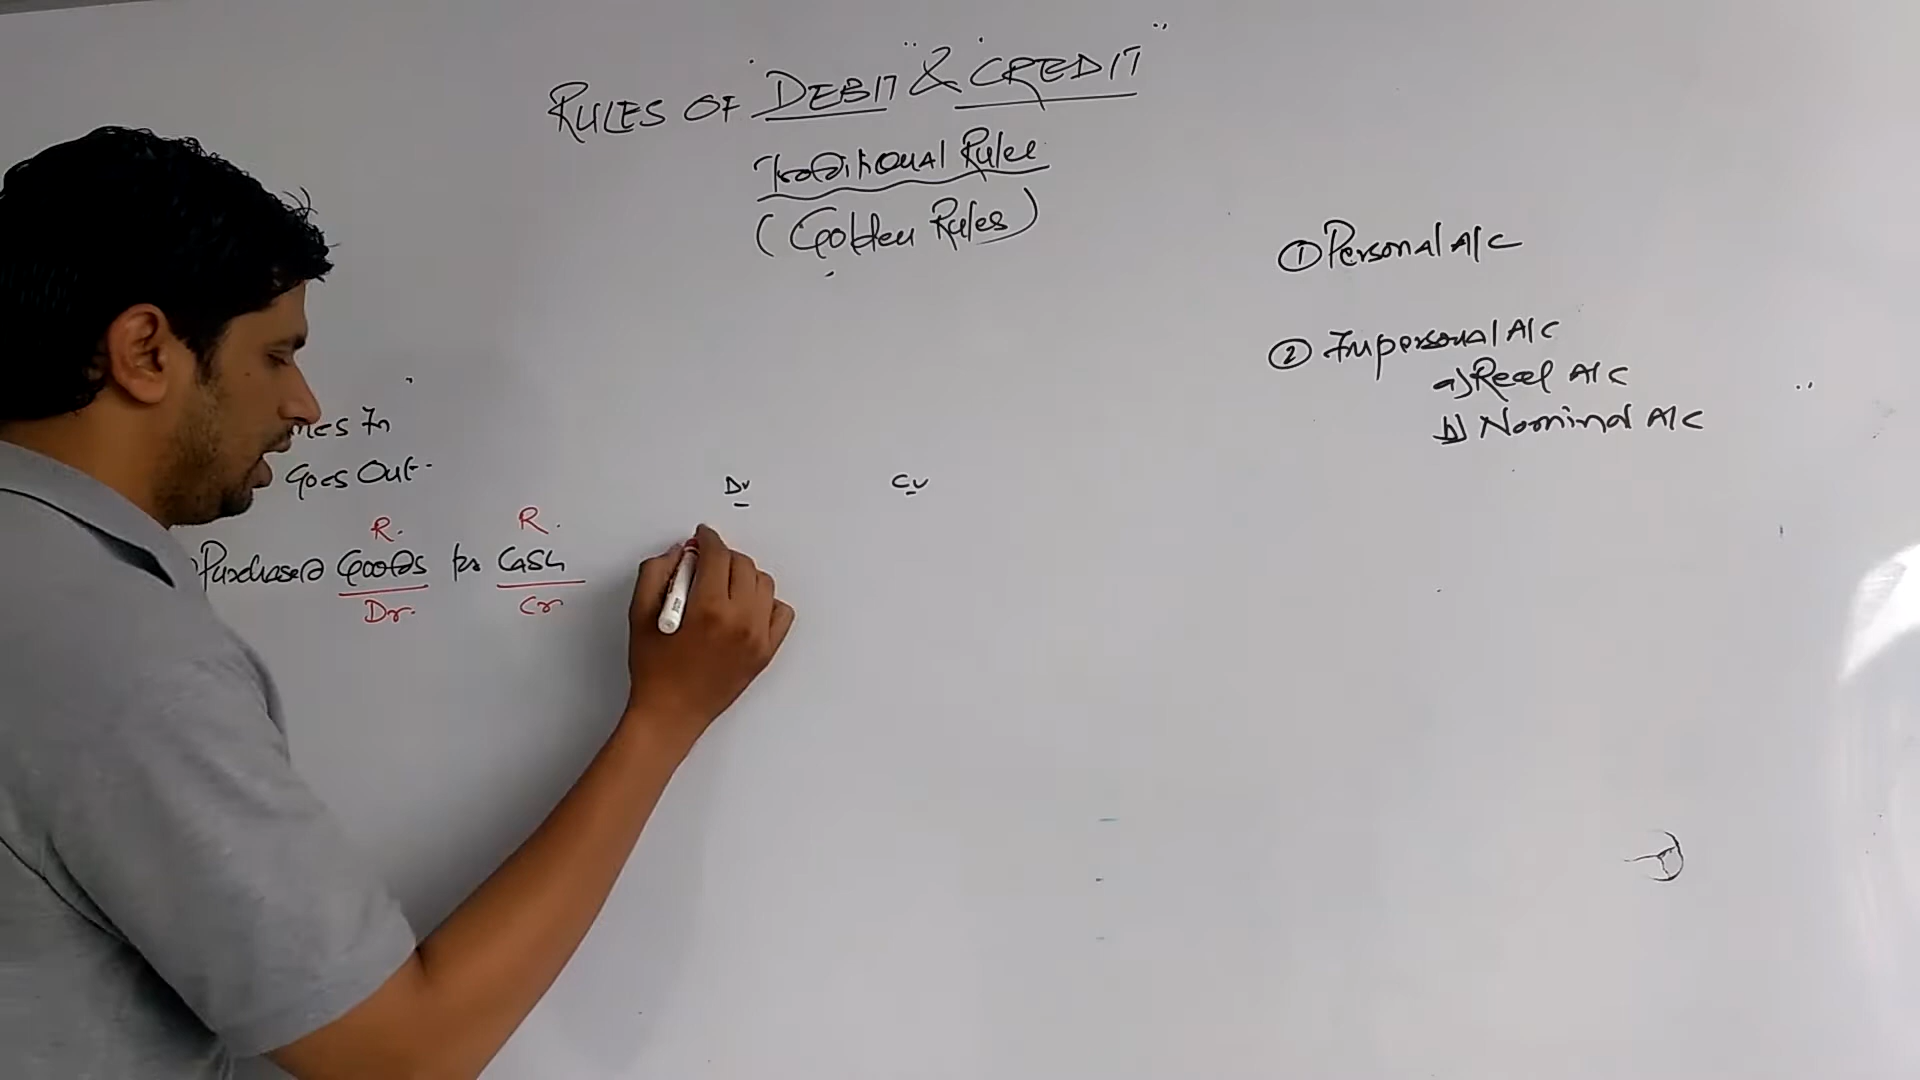 RULES OF "DEBIT" & "CREDIT"
Traditional Rules
(Golden Rules)
① Personal A/C
② Impersonal A/C
a) Real A/C
b) Nominal A/C
mes In
Goes Out.
Dr Cr
R. R.
Purchased Goods for Cash
Dr. Cr